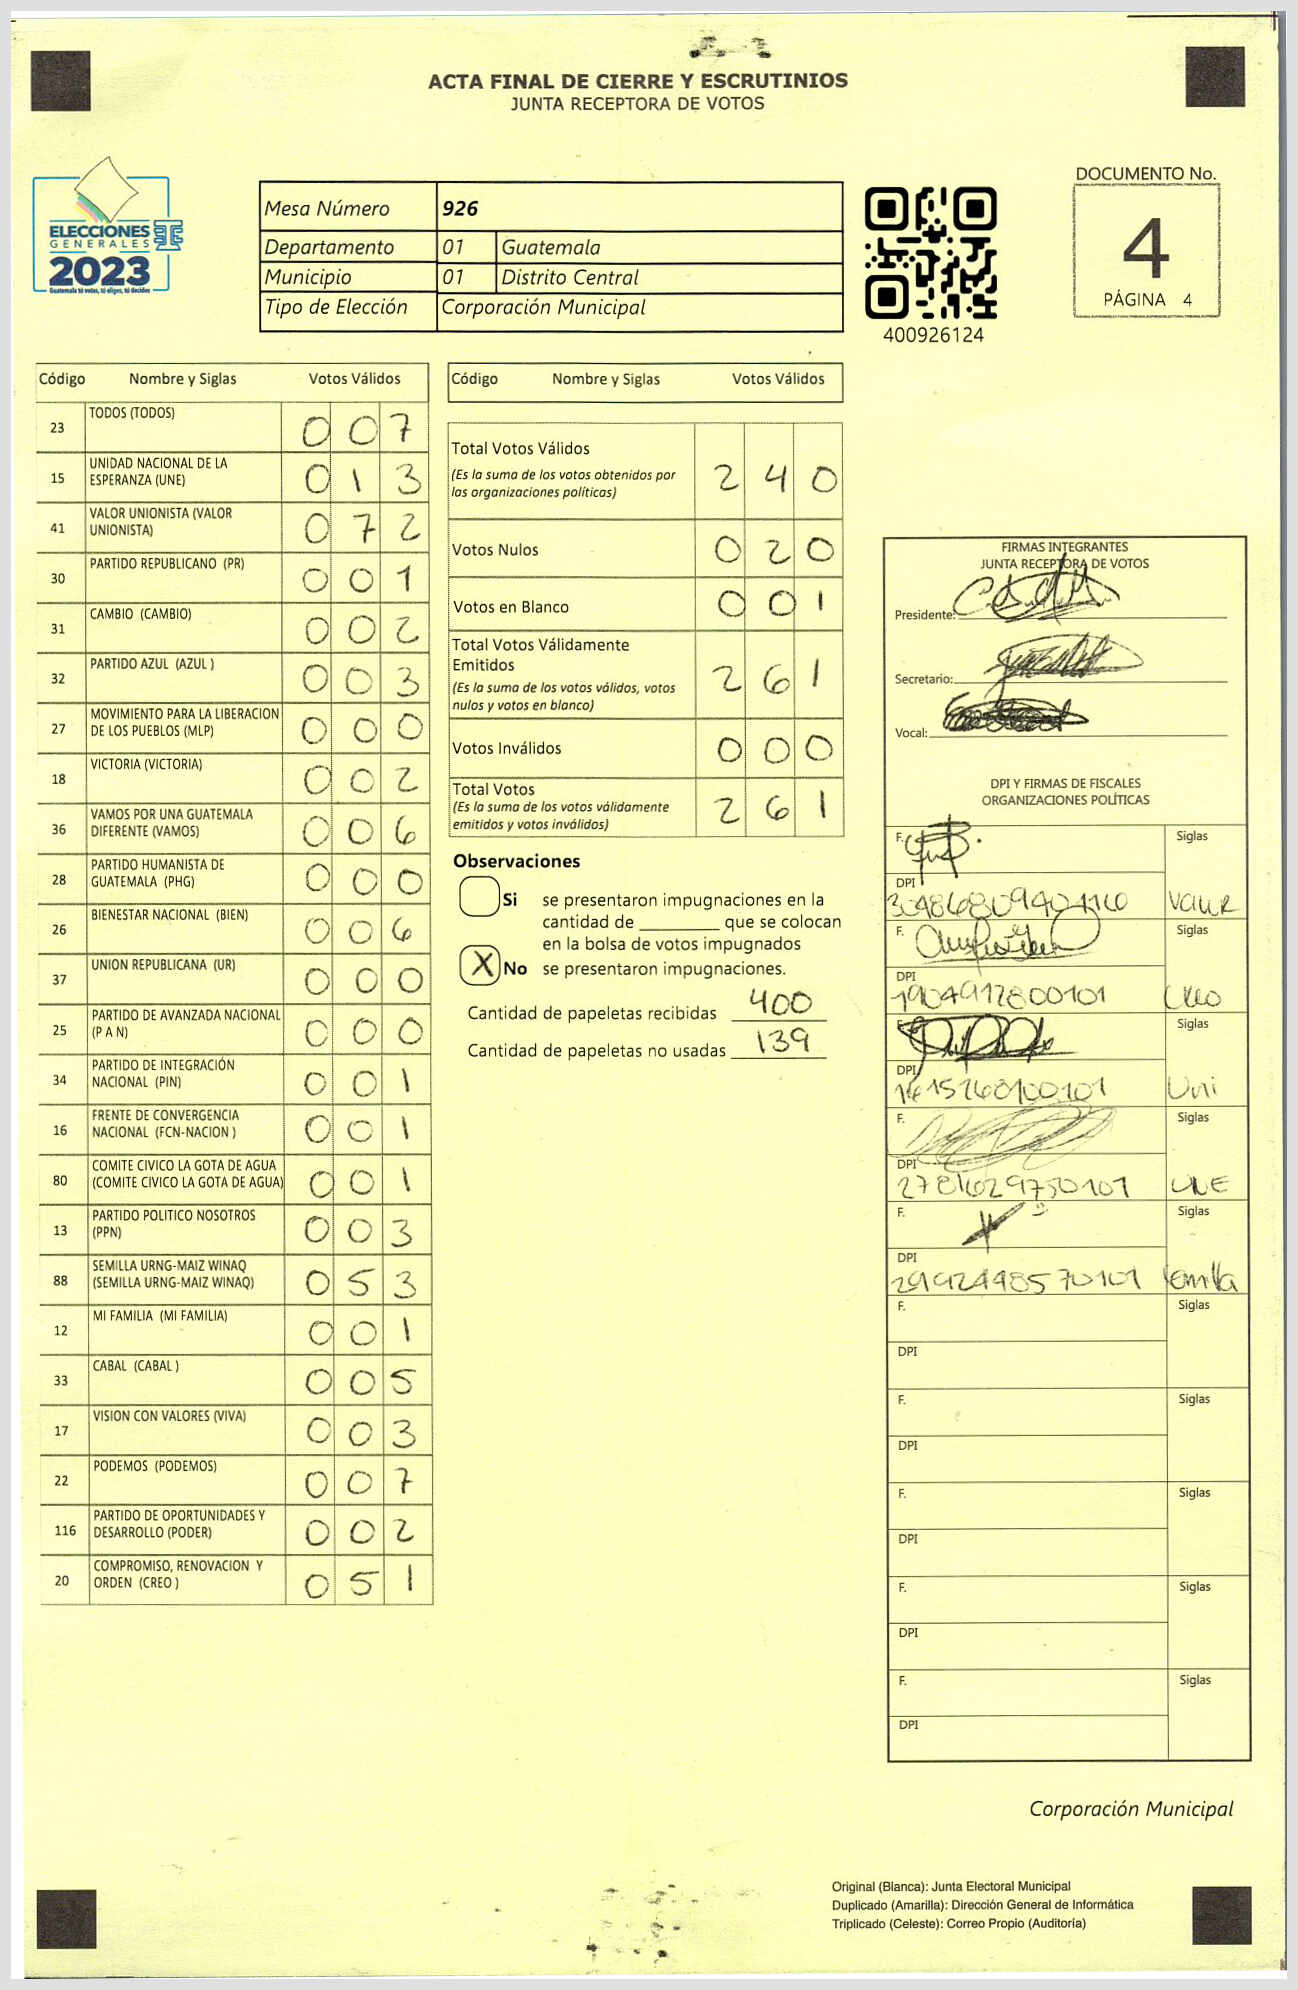 ACTA FINAL DE CIERRE Y ESCRUTINIOS
JUNTA RECEPTORA DE VOTOS
ELECCIONES
GENERALES
2023
Guatemala tú votas, tú eliges, tú decides
Mesa Número 926
Departamento 01 Guatemala
Municipio 01 Distrito Central
Tipo de Elección Corporación Municipal
400926124
DOCUMENTO No.
4
PÁGINA 4
Código Nombre y Siglas Votos Válidos
23 TODOS (TODOS) 0 0 7
15 UNIDAD NACIONAL DE LA
ESPERANZA (UNE) 0 1 3
41 VALOR UNIONISTA (VALOR
UNIONISTA) 0 7 2
30 PARTIDO REPUBLICANO (PR) 0 0 1
31 CAMBIO (CAMBIO) 0 0 2
32 PARTIDO AZUL (AZUL ) 0 0 3
27 MOVIMIENTO PARA LA LIBERACION
DE LOS PUEBLOS (MLP) 0 0 0
18 VICTORIA (VICTORIA) 0 0 2
36 VAMOS POR UNA GUATEMALA
DIFERENTE (VAMOS) 0 0 6
28 PARTIDO HUMANISTA DE
GUATEMALA (PHG) 0 0 0
26 BIENESTAR NACIONAL (BIEN) 0 0 6
37 UNION REPUBLICANA (UR) 0 0 0
25 PARTIDO DE AVANZADA NACIONAL
(P A N) 0 0 0
34 PARTIDO DE INTEGRACIÓN
NACIONAL (PIN) 0 0 1
16 FRENTE DE CONVERGENCIA
NACIONAL (FCN-NACION ) 0 0 1
80 COMITE CIVICO LA GOTA DE AGUA
(COMITE CIVICO LA GOTA DE AGUA) 0 0 1
13 PARTIDO POLITICO NOSOTROS
(PPN) 0 0 3
88 SEMILLA URNG-MAIZ WINAQ
(SEMILLA URNG-MAIZ WINAQ) 0 5 3
12 MI FAMILIA (MI FAMILIA) 0 0 1
33 CABAL (CABAL ) 0 0 5
17 VISION CON VALORES (VIVA) 0 0 3
22 PODEMOS (PODEMOS) 0 0 7
116 PARTIDO DE OPORTUNIDADES Y
DESARROLLO (PODER) 0 0 2
20 COMPROMISO, RENOVACION Y
ORDEN (CREO ) 0 5 1
Código Nombre y Siglas Votos Válidos
Total Votos Válidos
(Es la suma de los votos obtenidos por
las organizaciones políticas) 2 4 0
Votos Nulos 0 2 0
Votos en Blanco 0 0 1
Total Votos Válidamente
Emitidos
(Es la suma de los votos válidos, votos
nulos y votos en blanco) 2 6 1
Votos Inválidos 0 0 0
Total Votos
(Es la suma de los votos válidamente
emitidos y votos inválidos) 2 6 1
Observaciones
Si se presentaron impugnaciones en la
cantidad de ________ que se colocan
en la bolsa de votos impugnados
X No se presentaron impugnaciones.
Cantidad de papeletas recibidas 400
Cantidad de papeletas no usadas 139
FIRMAS INTEGRANTES
JUNTA RECEPTORA DE VOTOS
Presidente:
Secretario:
Vocal:
DPI Y FIRMAS DE FISCALES
ORGANIZACIONES POLÍTICAS
F. Siglas
DPI
Valor
F. Siglas
DPI
1904912800101 Creo
F. Siglas
DPI
1615268100101 Uni
F. Siglas
DPI
2781629750101 UNE
F. Siglas
DPI
2992498570101 Semilla
F. Siglas
DPI
F. Siglas
DPI
F. Siglas
DPI
F. Siglas
DPI
F. Siglas
DPI
Corporación Municipal
Original (Blanca): Junta Electoral Municipal
Duplicado (Amarilla): Dirección General de Informática
Triplicado (Celeste): Correo Propio (Auditoría)